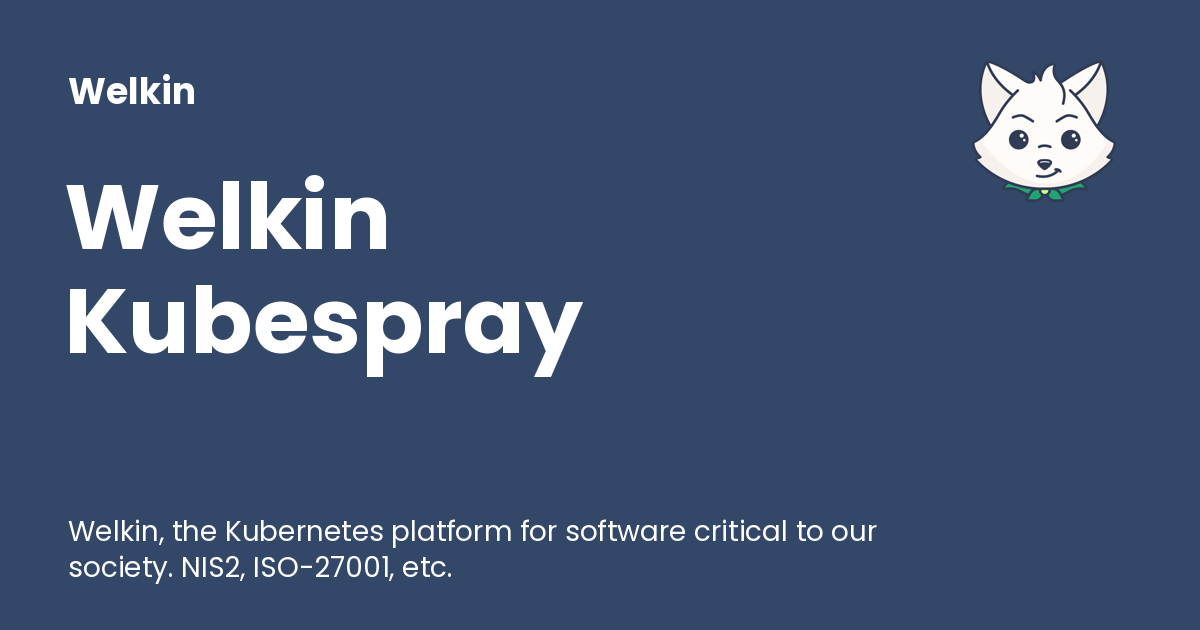 Welkin
Welkin
Kubespray
Welkin, the Kubernetes platform for software critical to our
society. NIS2, ISO-27001, etc.